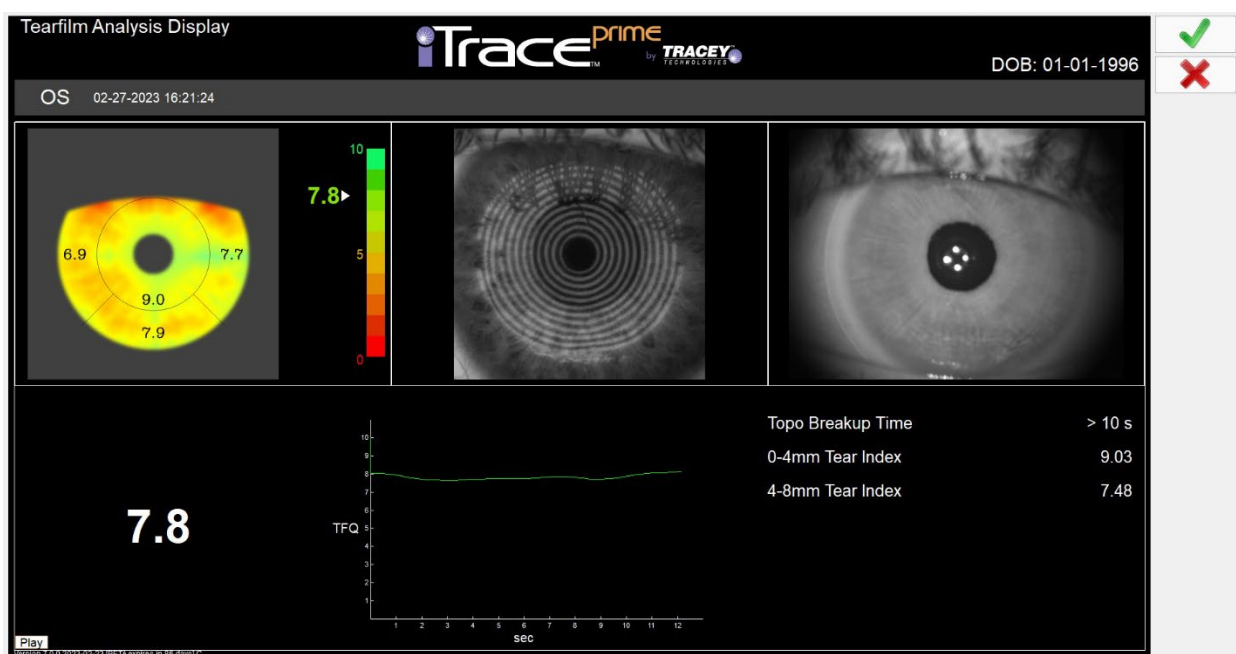 Tearfilm Analysis Display
iTrace prime
TM
by TRACEY
TECHNOLOGIES
DOB: 01-01-1996
OS 02-27-2023 16:21:24
10
7.8
5
0
6.9
7.7
9.0
7.9
Topo Breakup Time > 10 s
0-4mm Tear Index 9.03
4-8mm Tear Index 7.48
7.8
TFQ
10
9
8
7
6
5
4
3
2
1
1 2 3 4 5 6 7 8 9 10 11 12
sec
Play